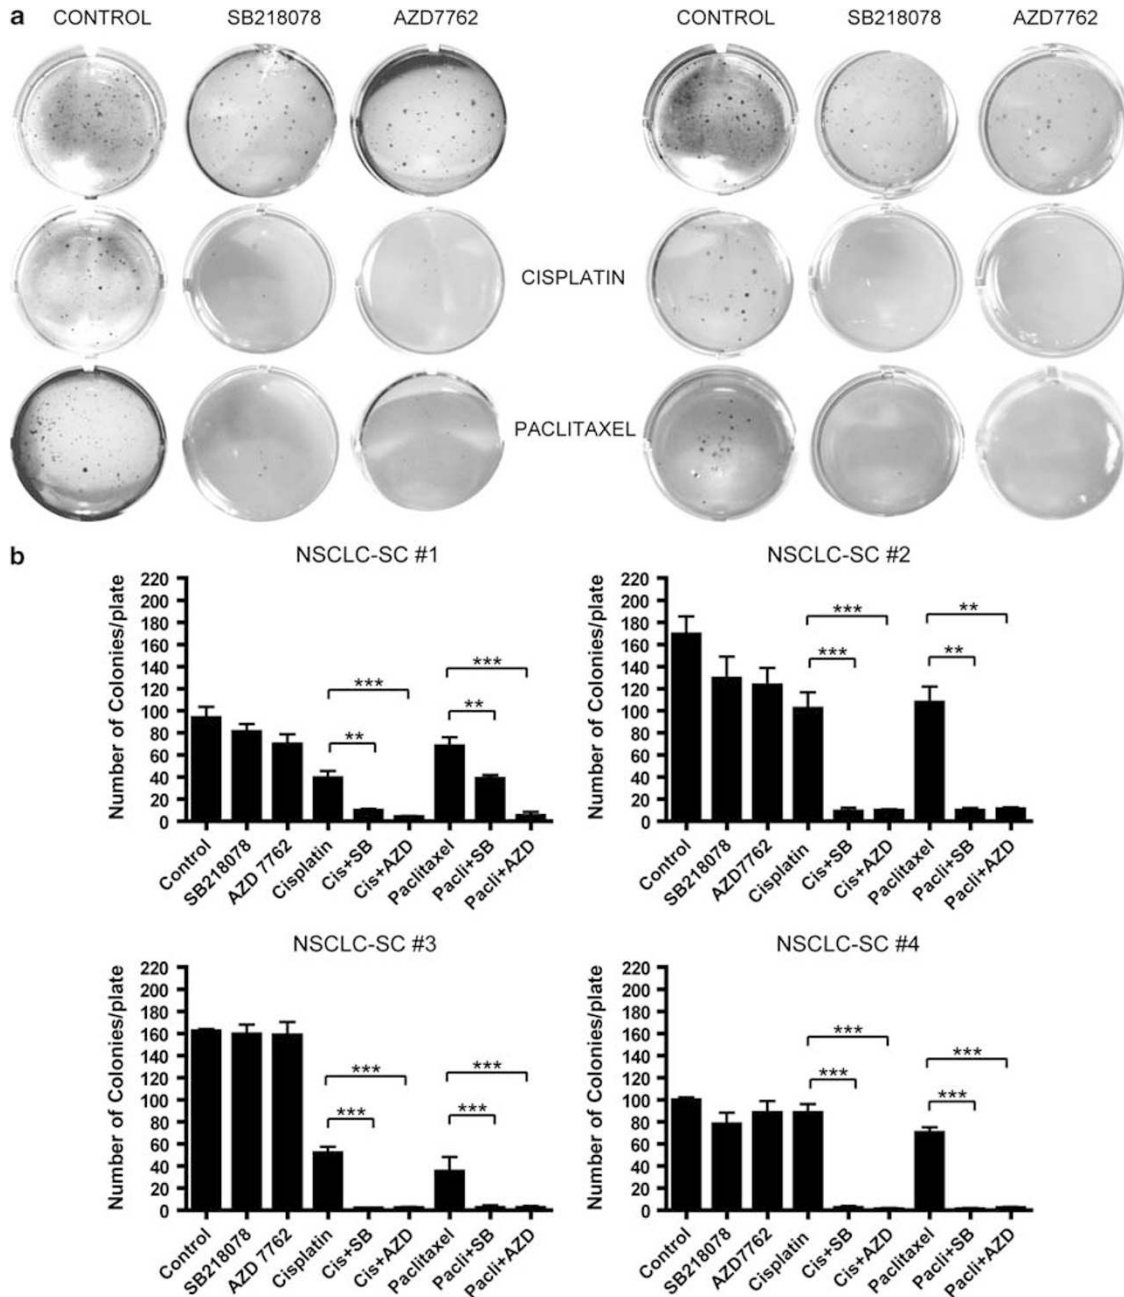 a
CONTROL SB218078 AZD7762 CONTROL SB218078 AZD7762
CISPLATIN
PACLITAXEL
b
NSCLC-SC #1
Number of Colonies/plate
220
200
180
160
140
120
100
80
60
40
20
0
*** ** *** **
Control SB218078 AZD 7762 Cisplatin Cis+SB Cis+AZD Paclitaxel Pacli+SB Pacli+AZD
NSCLC-SC #2
Number of Colonies/plate
220
200
180
160
140
120
100
80
60
40
20
0
*** *** ** **
Control SB218078 AZD7762 Cisplatin Cis+SB Cis+AZD Paclitaxel Pacli+SB Pacli+AZD
NSCLC-SC #3
Number of Colonies/plate
220
200
180
160
140
120
100
80
60
40
20
0
*** *** *** ***
Control SB218078 AZD 7762 Cisplatin Cis+SB Cis+AZD Paclitaxel Pacli+SB Pacli+AZD
NSCLC-SC #4
Number of Colonies/plate
220
200
180
160
140
120
100
80
60
40
20
0
*** *** *** ***
Control SB218078 AZD7762 Cisplatin Cis+SB Cis+AZD Paclitaxel Pacli+SB Pacli+AZD